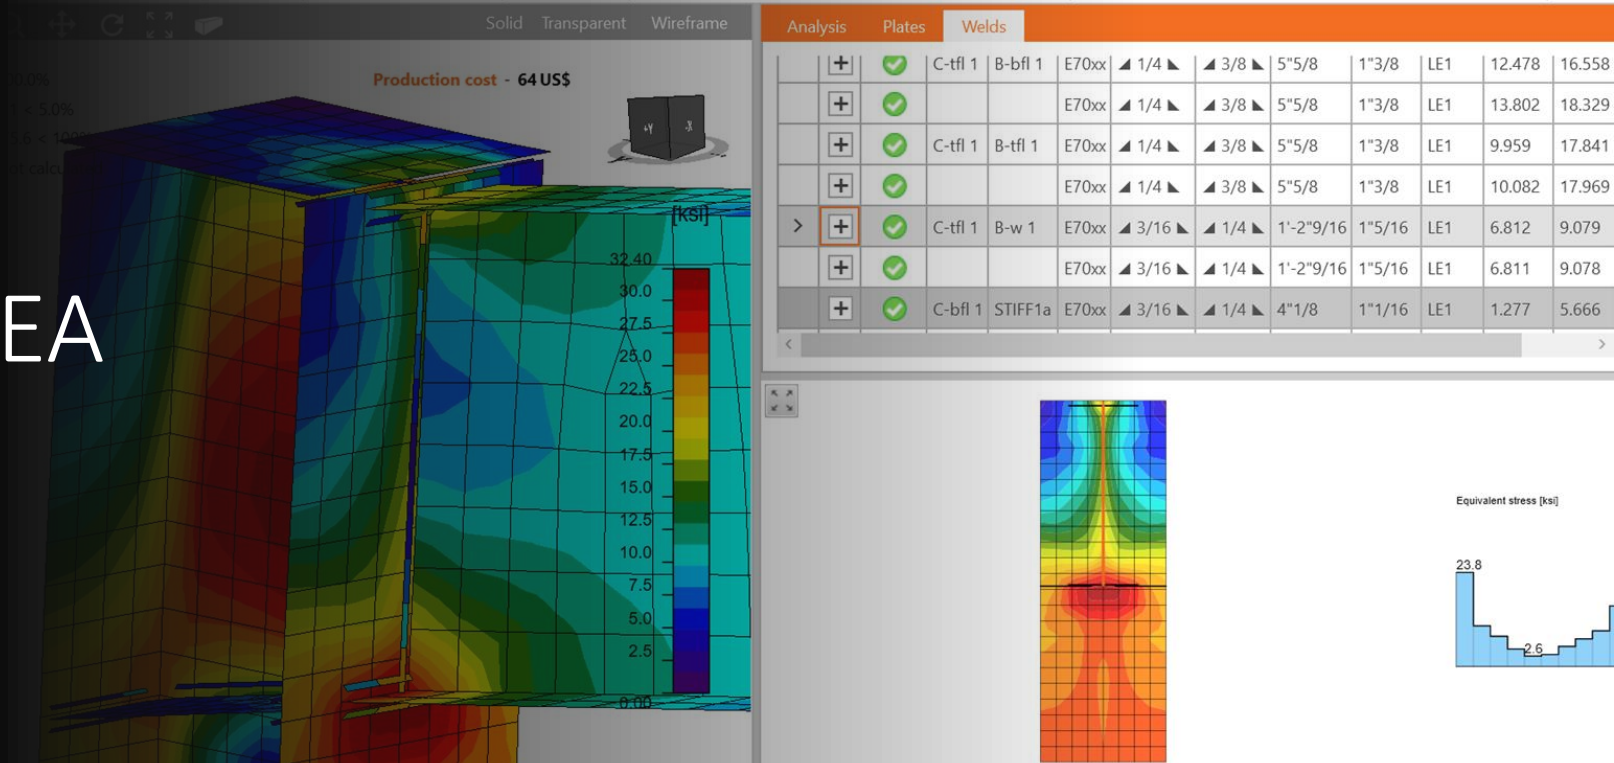 Solid Transparent Wireframe
Production cost - 64 US$
1 < 5.0%
+Y -X
EA
[ksi]
32.40
30.0
27.5
25.0
22.5
20.0
17.5
15.0
12.5
10.0
7.5
5.0
2.5
0.00
Analysis Plates Welds
C-tfl 1 B-bfl 1 E70xx 1/4 3/8 5"5/8 1"3/8 LE1 12.478 16.558
E70xx 1/4 3/8 5"5/8 1"3/8 LE1 13.802 18.329
C-tfl 1 B-tfl 1 E70xx 1/4 3/8 5"5/8 1"3/8 LE1 9.959 17.841
E70xx 1/4 3/8 5"5/8 1"3/8 LE1 10.082 17.969
C-tfl 1 B-w 1 E70xx 3/16 1/4 1'-2"9/16 1"5/16 LE1 6.812 9.079
E70xx 3/16 1/4 1'-2"9/16 1"5/16 LE1 6.811 9.078
C-bfl 1 STIFF1a E70xx 3/16 1/4 4"1/8 1"1/16 LE1 1.277 5.666
Equivalent stress [ksi]
23.8
2.6